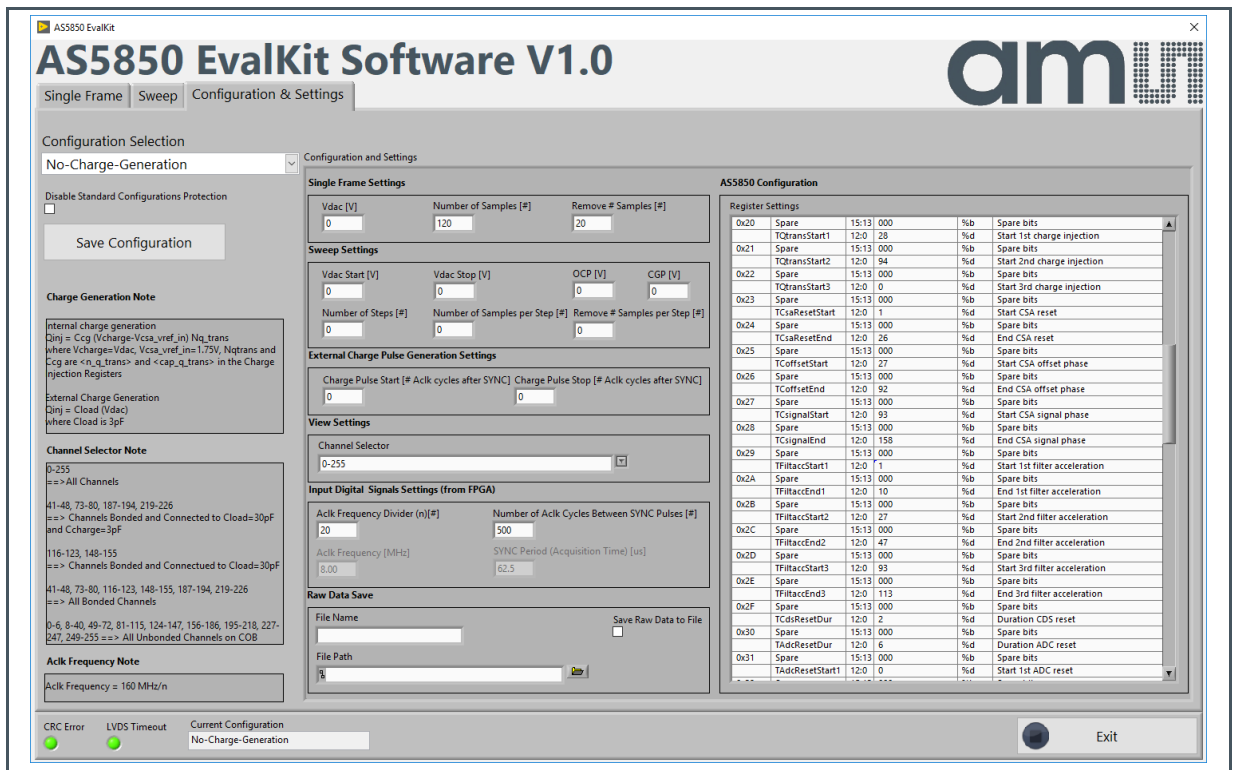 AS5850 EvalKit
AS5850 EvalKit Software V1.0
am
Single Frame
Sweep
Configuration & Settings
Configuration Selection
No-Charge-Generation
Disable Standard Configurations Protection
Save Configuration
Charge Generation Note
Internal charge generation
Qinj = Ccg (Vcharge-Vcsa_vref_in) Nq_trans
where Vcharge=Vdac, Vcsa_vref_in=1.75V, Nqtrans and
Ccg are <n_q_trans> and <cap_q_trans> in the Charge
Injection Registers
External Charge Generation
Qinj = Cload (Vdac)
where Cload is 3pF
Channel Selector Note
0-255
==>All Channels
41-48, 73-80, 187-194, 219-226
==> Channels Bonded and Connected to Cload=30pF
and Ccharge=3pF
116-123, 148-155
==> Channels Bonded and Connectued to Cload=30pF
41-48, 73-80, 116-123, 148-155, 187-194, 219-226
==> All Bonded Channels
0-6, 8-40, 49-72, 81-115, 124-147, 156-186, 195-218, 227-
247, 249-255 ==> All Unbonded Channels on COB
Aclk Frequency Note
Aclk Frequency = 160 MHz/n
Configuration and Settings
Single Frame Settings
Vdac [V] Number of Samples [#] Remove # Samples [#]
0 120 20
Sweep Settings
Vdac Start [V] Vdac Stop [V] OCP [V] CGP [V]
0 0 0 0
Number of Steps [#] Number of Samples per Step [#] Remove # Samples per Step [#]
0 0 0
External Charge Pulse Generation Settings
Charge Pulse Start [# Aclk cycles after SYNC] Charge Pulse Stop [# Aclk cycles after SYNC]
0 0
View Settings
Channel Selector
0-255
Input Digital Signals Settings (from FPGA)
Aclk Frequency Divider (n)[#] Number of Aclk Cycles Between SYNC Pulses [#]
20 500
Aclk Frequency [MHz] SYNC Period (Acquisition Time) [us]
8.00 62.5
Raw Data Save
File Name Save Raw Data to File
File Path
AS5850 Configuration
Register Settings
0x20 Spare 15:13 000 %b Spare bits
TQtransStart1 12:0 28 %d Start 1st charge injection
0x21 Spare 15:13 000 %b Spare bits
TQtransStart2 12:0 94 %d Start 2nd charge injection
0x22 Spare 15:13 000 %b Spare bits
TQtransStart3 12:0 0 %d Start 3rd charge injection
0x23 Spare 15:13 000 %b Spare bits
TCsaResetStart 12:0 1 %d Start CSA reset
0x24 Spare 15:13 000 %b Spare bits
TCsaResetEnd 12:0 26 %d End CSA reset
0x25 Spare 15:13 000 %b Spare bits
TCoffsetStart 12:0 27 %d Start CSA offset phase
0x26 Spare 15:13 000 %b Spare bits
TCoffsetEnd 12:0 92 %d End CSA offset phase
0x27 Spare 15:13 000 %b Spare bits
TCsignalStart 12:0 93 %d Start CSA signal phase
0x28 Spare 15:13 000 %b Spare bits
TCsignalEnd 12:0 158 %d End CSA signal phase
0x29 Spare 15:13 000 %b Spare bits
TFiltaccStart1 12:0 1 %d Start 1st filter acceleration
0x2A Spare 15:13 000 %b Spare bits
TFiltaccEnd1 12:0 10 %d End 1st filter acceleration
0x2B Spare 15:13 000 %b Spare bits
TFiltaccStart2 12:0 27 %d Start 2nd filter acceleration
0x2C Spare 15:13 000 %b Spare bits
TFiltaccEnd2 12:0 47 %d End 2nd filter acceleration
0x2D Spare 15:13 000 %b Spare bits
TFiltaccStart3 12:0 93 %d Start 3rd filter acceleration
0x2E Spare 15:13 000 %b Spare bits
TFiltaccEnd3 12:0 113 %d End 3rd filter acceleration
0x2F Spare 15:13 000 %b Spare bits
TCdsResetDur 12:0 2 %d Duration CDS reset
0x30 Spare 15:13 000 %b Spare bits
TAdcResetDur 12:0 6 %d Duration ADC reset
0x31 Spare 15:13 000 %b Spare bits
TAdcResetStart1 12:0 0 %d Start 1st ADC reset
CRC Error
LVDS Timeout
Current Configuration
No-Charge-Generation
Exit